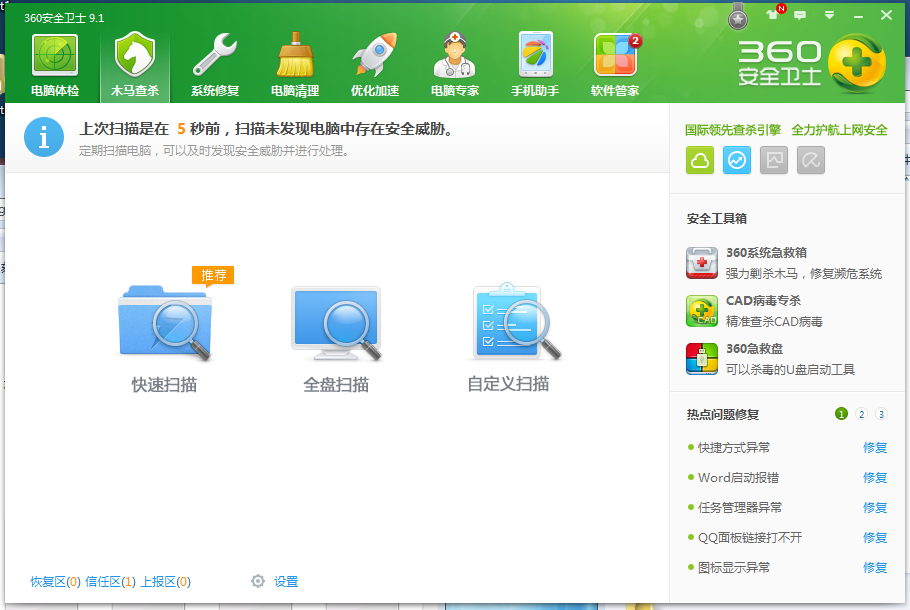 360安全卫士 9.1
N
电脑体检
木马查杀
系统修复
电脑清理
优化加速
电脑专家
手机助手
2
软件管家
360
安全卫士
上次扫描是在 5 秒前，扫描未发现电脑中存在安全威胁。
定期扫描电脑，可以及时发现安全威胁并进行处理。
推荐
快速扫描
全盘扫描
自定义扫描
恢复区(0) 信任区(1) 上报区(0)
设置
国际领先查杀引擎 全力护航上网安全
安全工具箱
360系统急救箱
强力剿杀木马，修复濒危系统
CAD
CAD病毒专杀
精准查杀CAD病毒
360急救盘
可以杀毒的U盘启动工具
热点问题修复
1 2 3
快捷方式异常 修复
Word启动报错 修复
任务管理器异常 修复
QQ面板链接打不开 修复
图标显示异常 修复